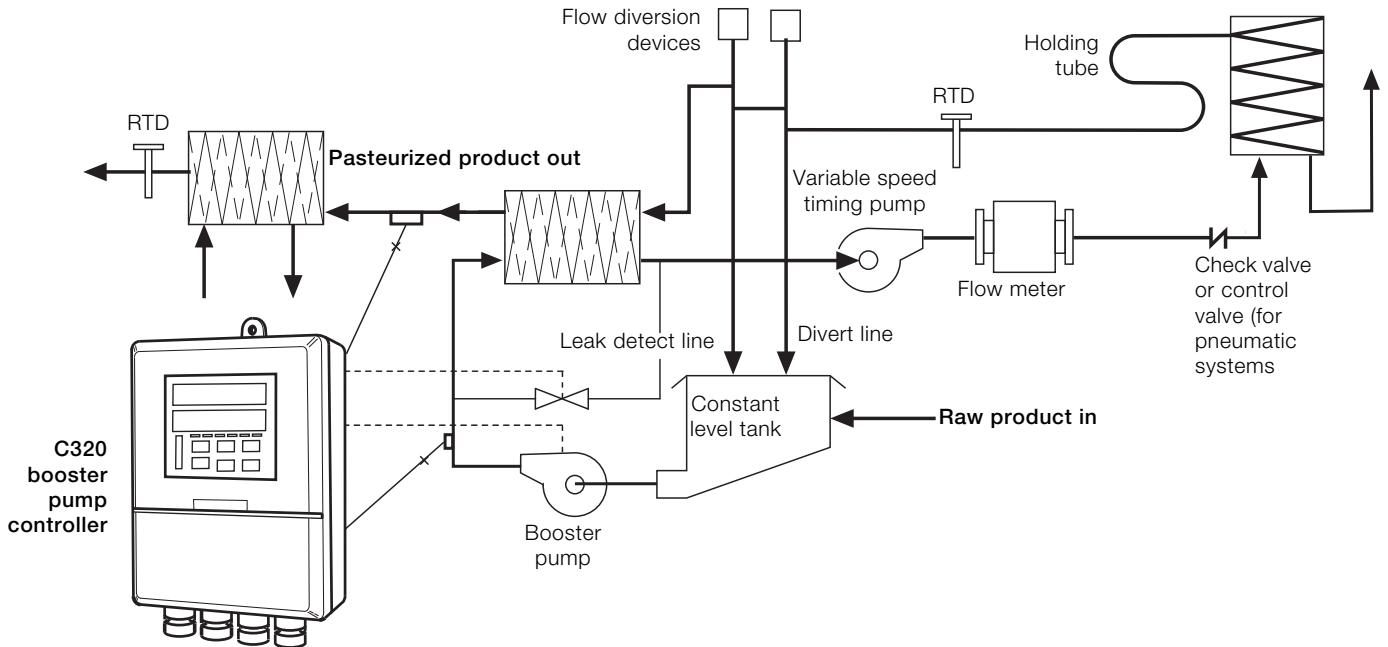 Flow diversion
devices
Holding
tube
RTD
RTD
Pasteurized product out
Variable speed
timing pump
Flow meter
Check valve
or control
valve (for
pneumatic
systems
Leak detect line
Divert line
Constant
level tank
Raw product in
C320
booster
pump
controller
Booster
pump